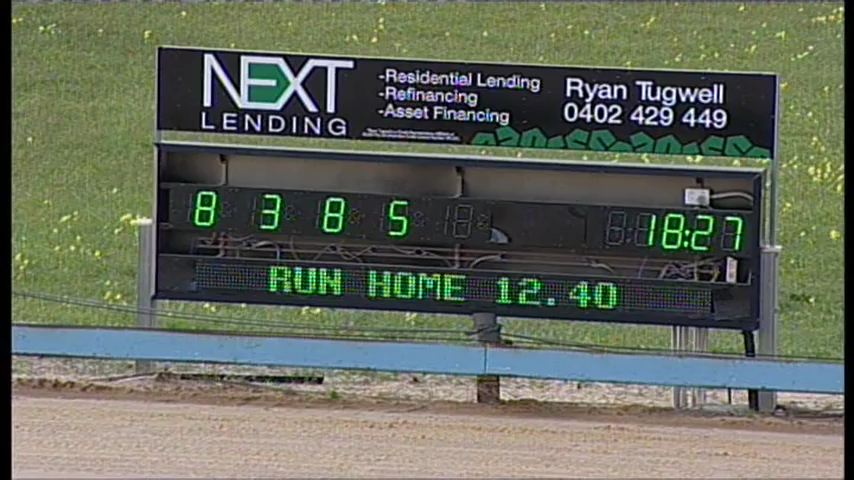 NEXT
LENDING
-Residential Lending
-Refinancing
-Asset Financing
Ryan Tugwell
0402 429 449
8 3 8 5 18:27
RUN HOME 12.40